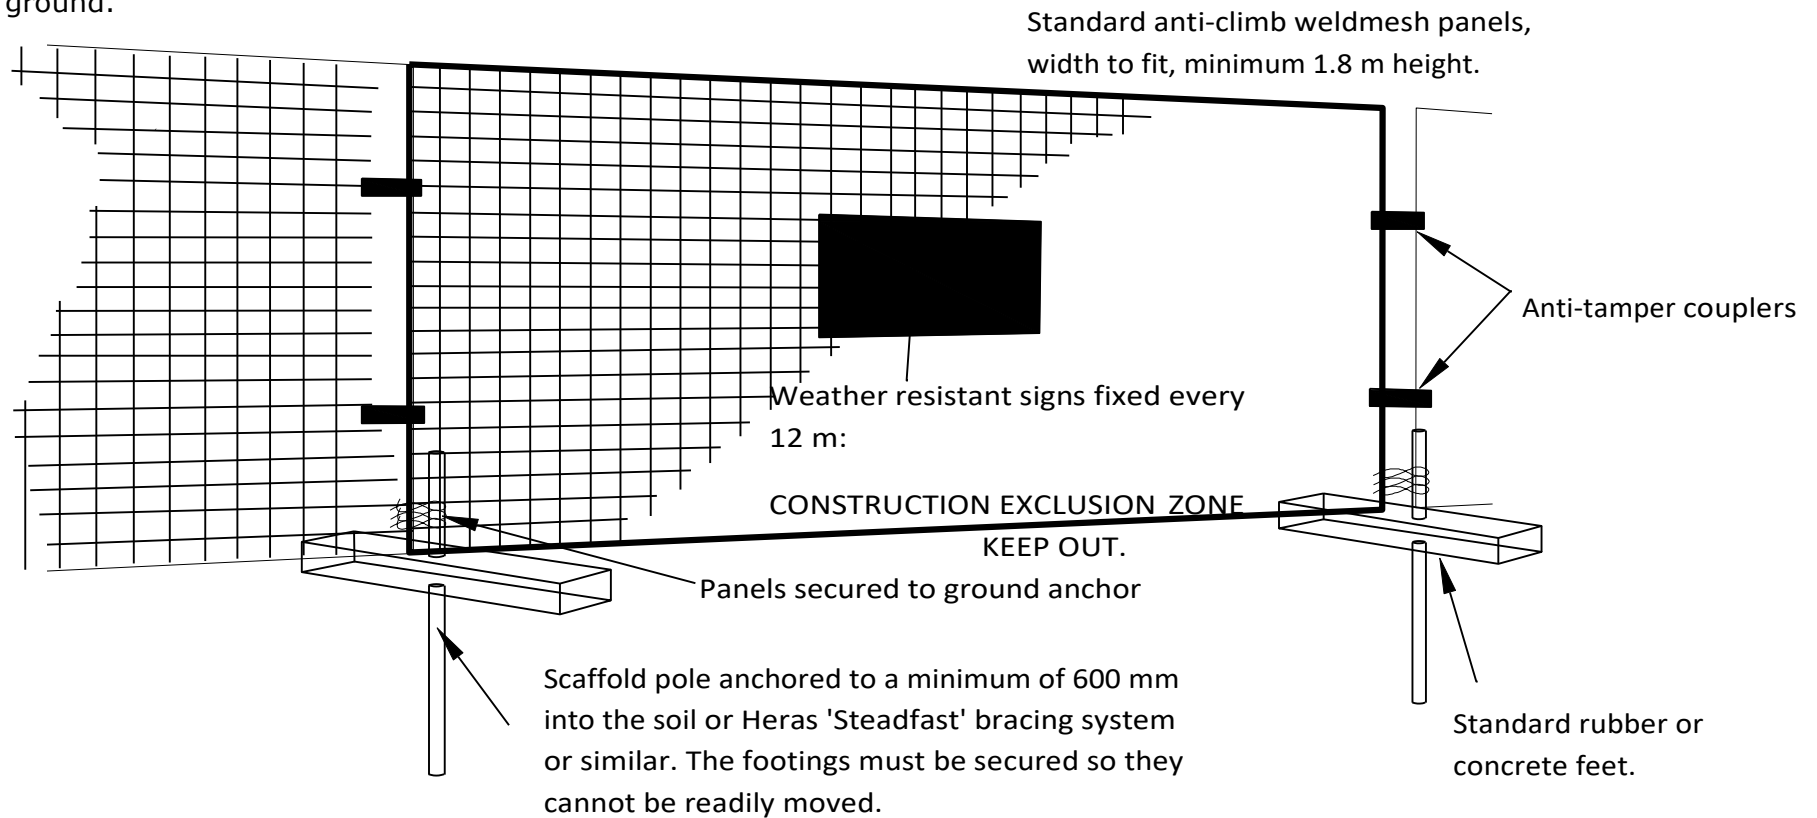 ground.
Standard anti-climb weldmesh panels,
width to fit, minimum 1.8 m height.
Anti-tamper couplers
Weather resistant signs fixed every
12 m:
CONSTRUCTION EXCLUSION ZONE
KEEP OUT.
Panels secured to ground anchor
Scaffold pole anchored to a minimum of 600 mm
into the soil or Heras 'Steadfast' bracing system
or similar. The footings must be secured so they
cannot be readily moved.
Standard rubber or
concrete feet.